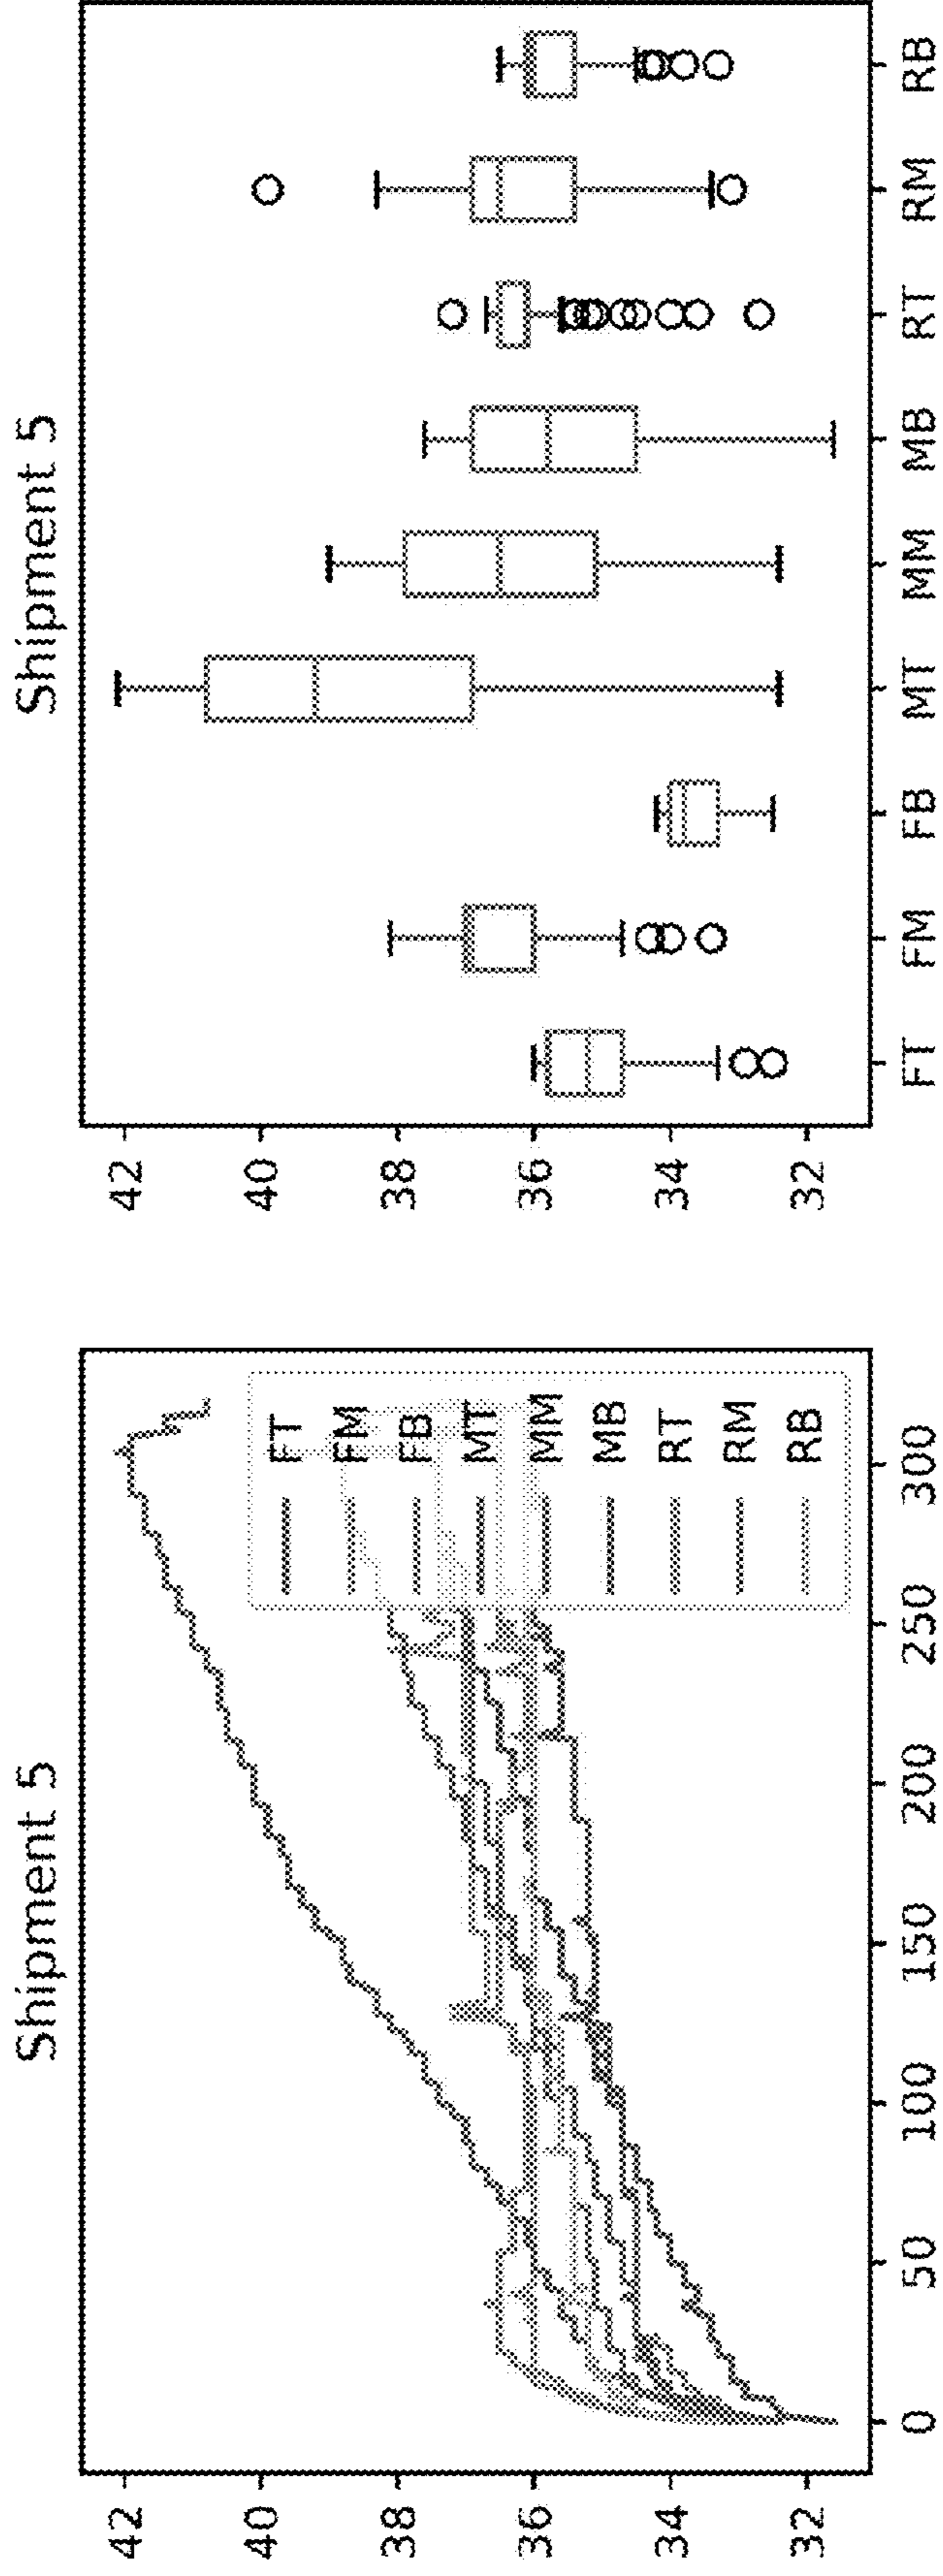 Shipment 5
42
40
38
36
34
32
0 50 100 150 200 250 300
FT
FM
FB
MT
MM
MB
RT
RM
RB
Shipment 5
42
40
38
36
34
32
FT FM FB MT MM MB RT RM RB